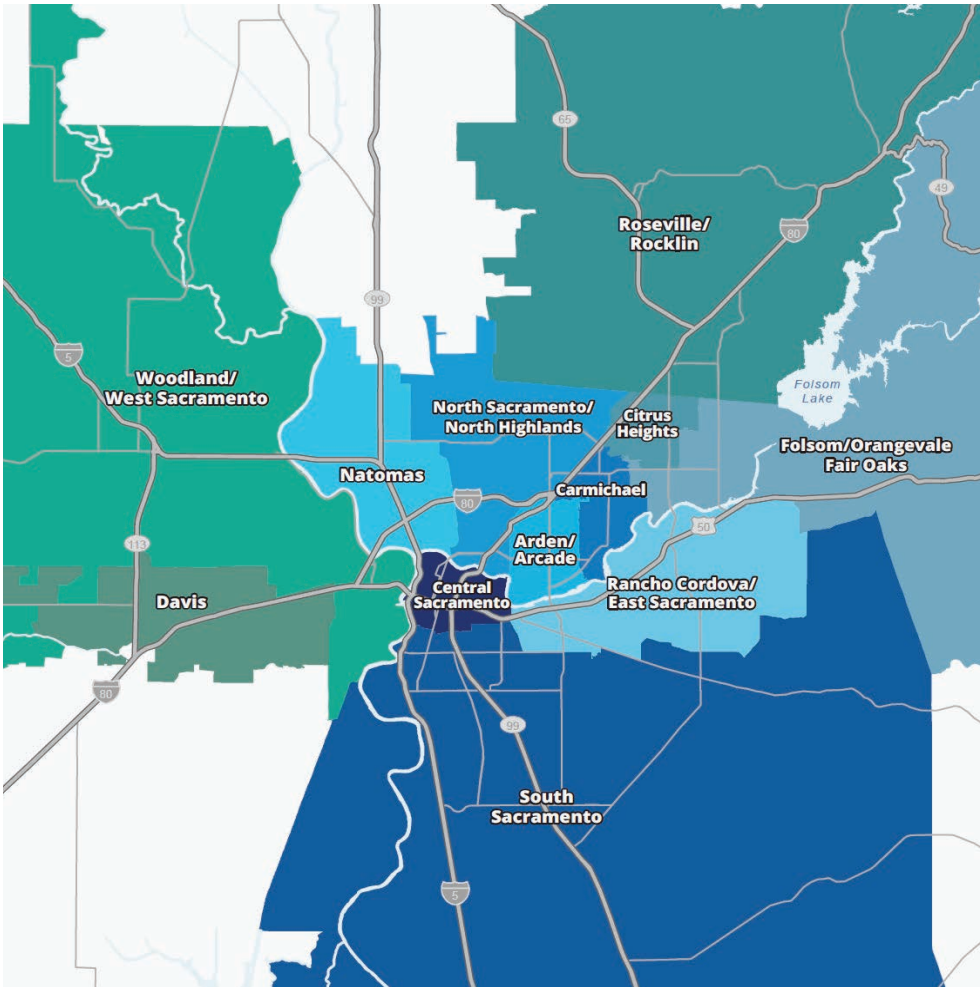 65
49
Roseville/
Rocklin
80
99
5
Woodland/
West Sacramento
Folsom
Lake
North Sacramento/
North Highlands
Citrus
Heights
Folsom/Orangevale
Fair Oaks
Natomas
80
Carmichael
50
113
Arden/
Arcade
Davis
Central
Sacramento
Rancho Cordova/
East Sacramento
80
99
South
Sacramento
5